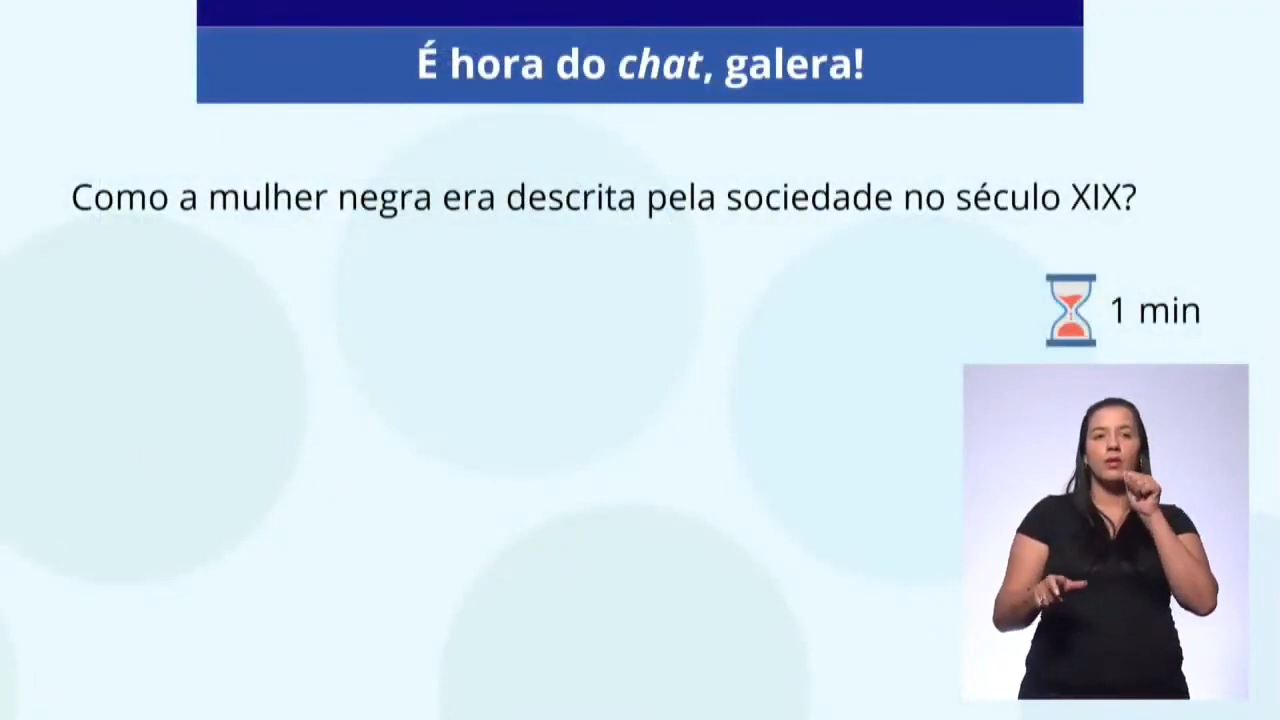 É hora do chat, galera!
Como a mulher negra era descrita pela sociedade no século XIX?
1 min